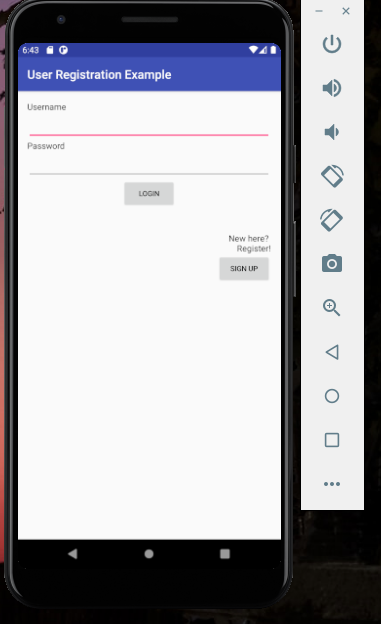 6:43
User Registration Example
Username
Password
LOGIN
New here?
Register!
SIGN UP